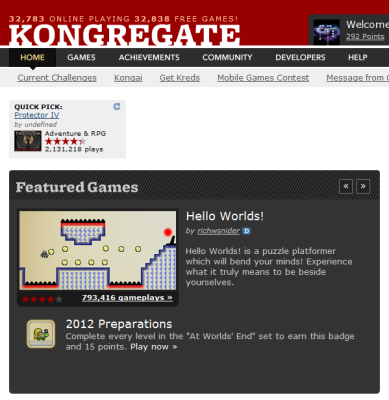 32,783 ONLINE PLAYING 32,838 FREE GAMES!
KONGREGATE
Welcome
292 Points
HOME GAMES ACHIEVEMENTS COMMUNITY DEVELOPERS HELP
Current Challenges Kongai Get Kreds Mobile Games Contest Message from
QUICK PICK:
Protector IV
by undefined
Adventure & RPG
2,131,218 plays
Featured Games
« »
Hello Worlds!
by richwsnider D
Hello Worlds! is a puzzle platformer
which will bend your minds! Experience
what it truly means to be beside
yourselves.
793,416 gameplays »
2012 Preparations
Complete every level in the "At Worlds' End" set to earn this badge
and 15 points. Play now »